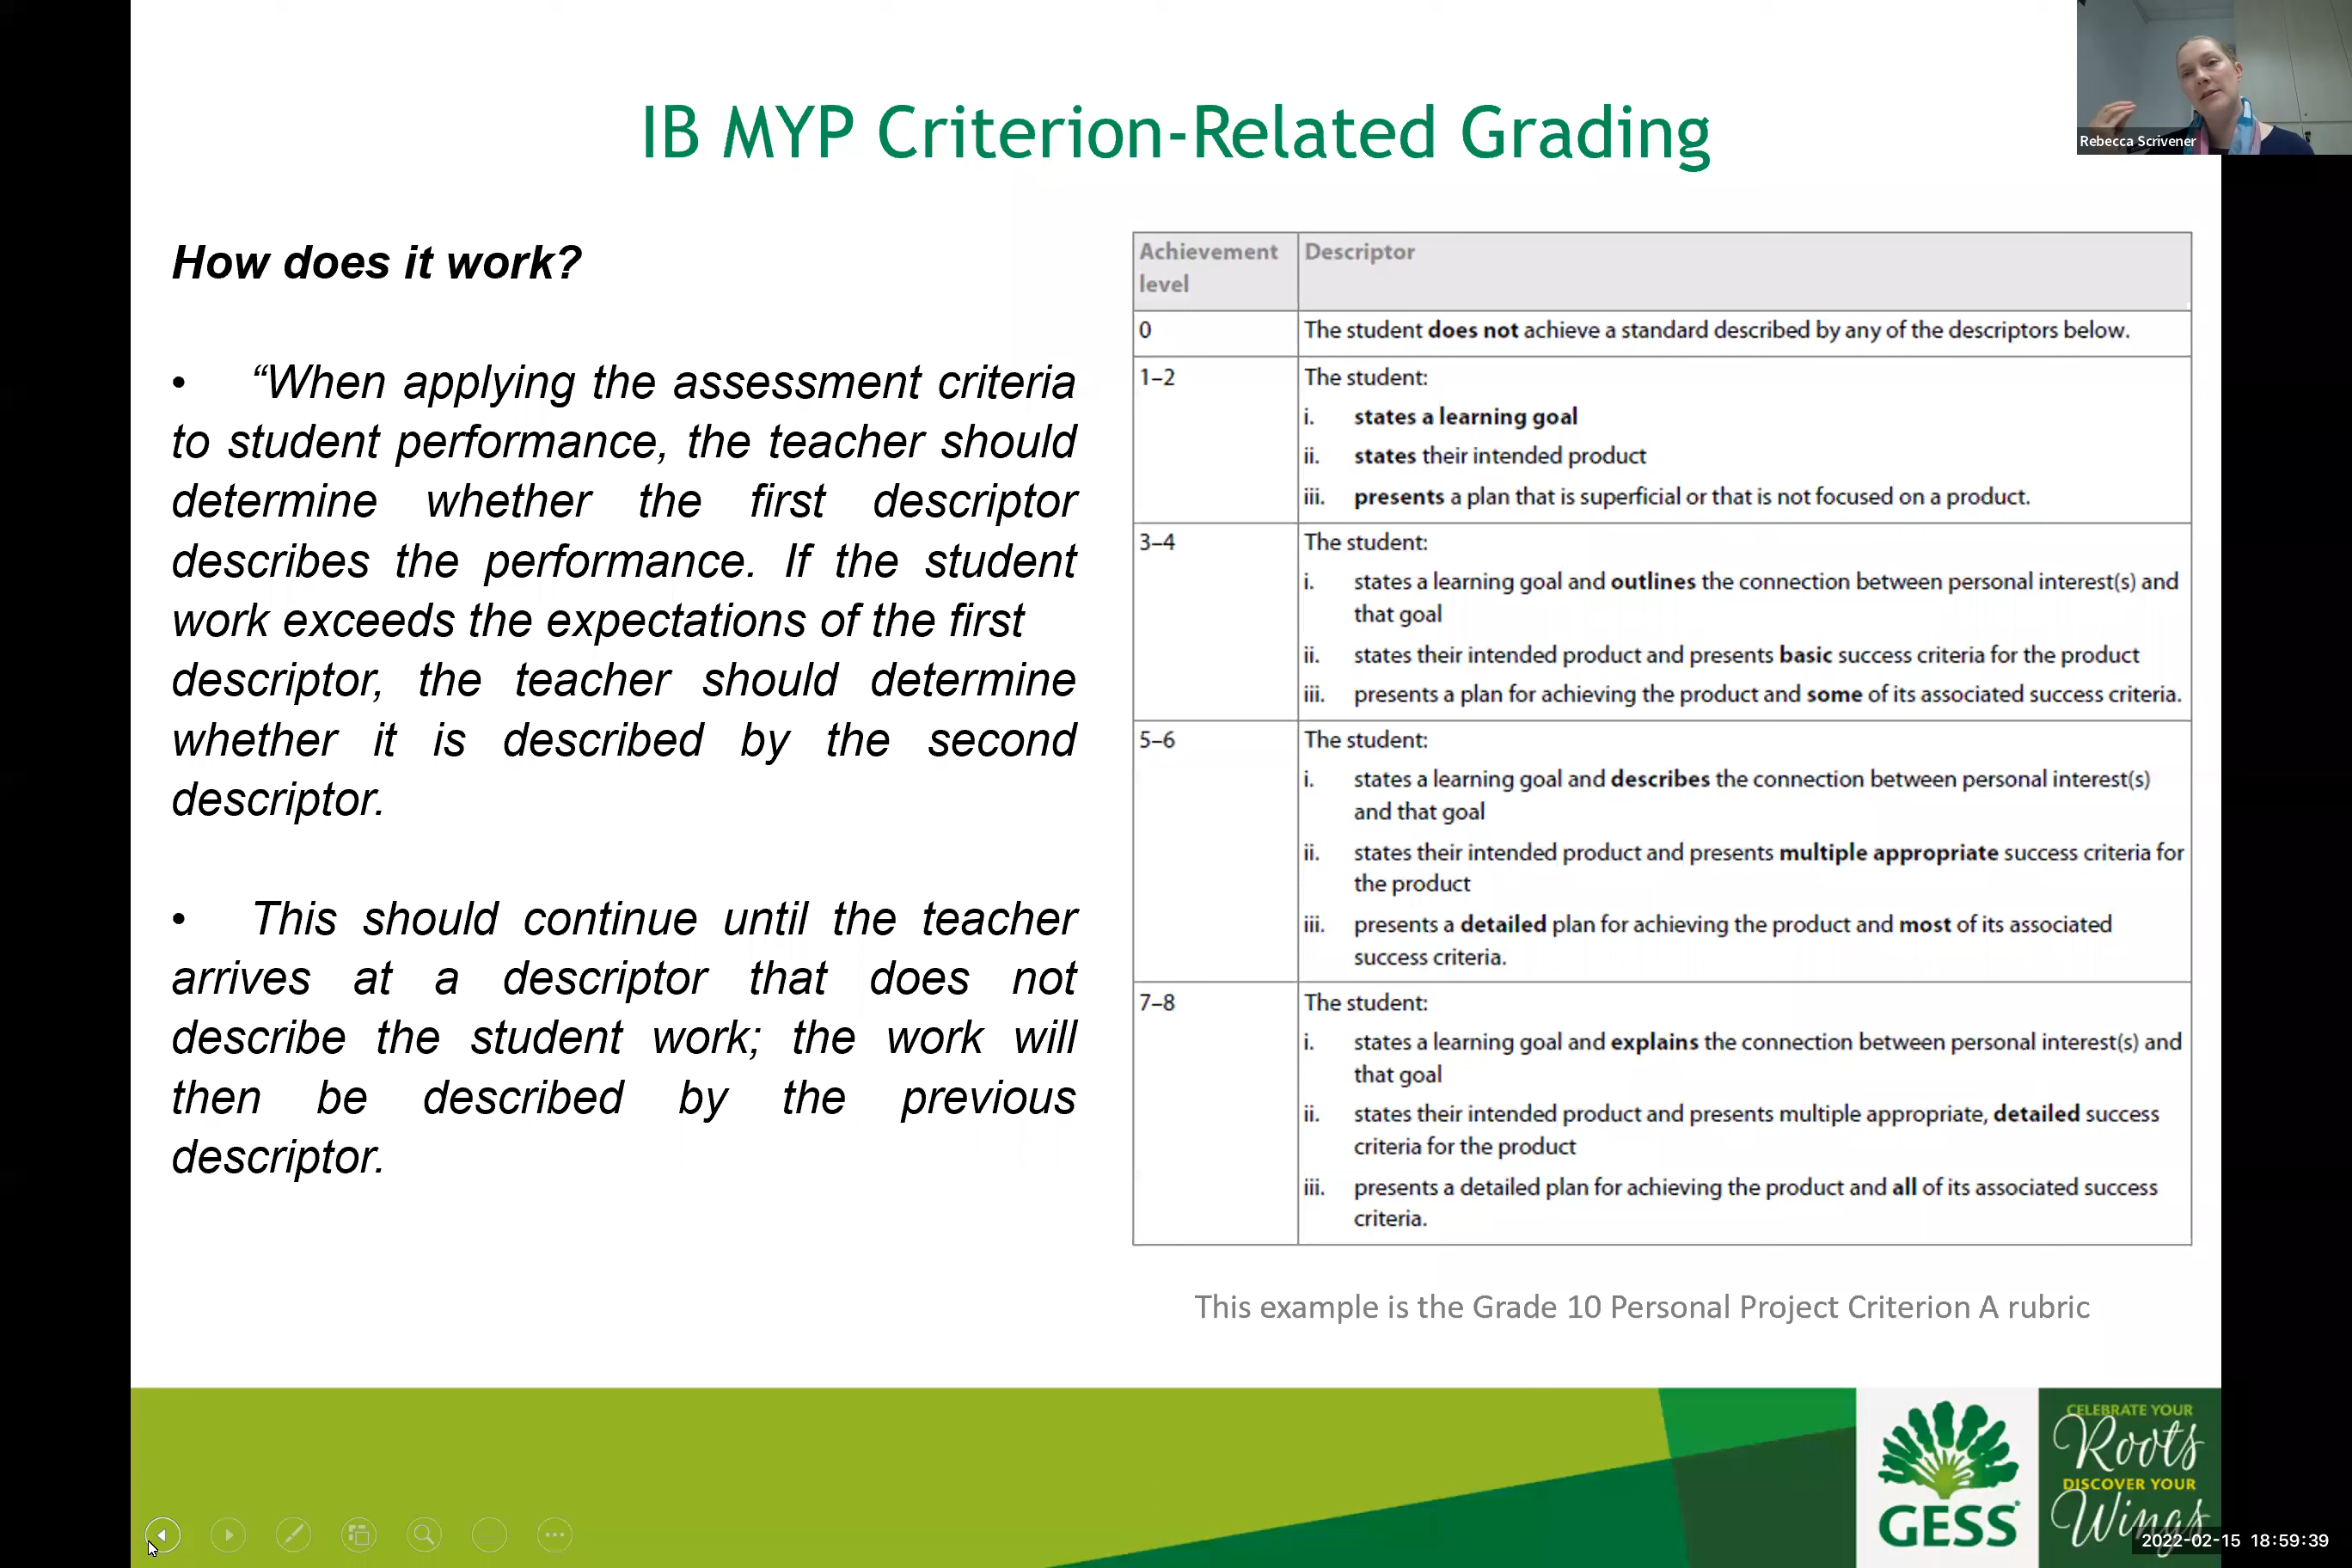 IB MYP Criterion-Related Grading
Rebecca Scrivener
How does it work?
• “When applying the assessment criteria
to student performance, the teacher should
determine whether the first descriptor
describes the performance. If the student
work exceeds the expectations of the first
descriptor, the teacher should determine
whether it is described by the second
descriptor.
• This should continue until the teacher
arrives at a descriptor that does not
describe the student work; the work will
then be described by the previous
descriptor.
Achievement level Descriptor
0 The student does not achieve a standard described by any of the descriptors below.
1–2 The student:
i. states a learning goal
ii. states their intended product
iii. presents a plan that is superficial or that is not focused on a product.
3–4 The student:
i. states a learning goal and outlines the connection between personal interest(s) and
that goal
ii. states their intended product and presents basic success criteria for the product
iii. presents a plan for achieving the product and some of its associated success criteria.
5–6 The student:
i. states a learning goal and describes the connection between personal interest(s)
and that goal
ii. states their intended product and presents multiple appropriate success criteria for
the product
iii. presents a detailed plan for achieving the product and most of its associated
success criteria.
7–8 The student:
i. states a learning goal and explains the connection between personal interest(s) and
that goal
ii. states their intended product and presents multiple appropriate, detailed success
criteria for the product
iii. presents a detailed plan for achieving the product and all of its associated success
criteria.
This example is the Grade 10 Personal Project Criterion A rubric
GESS
CELEBRATE YOUR
Roots
DISCOVER YOUR
Wings
2022-02-15 18:59:39